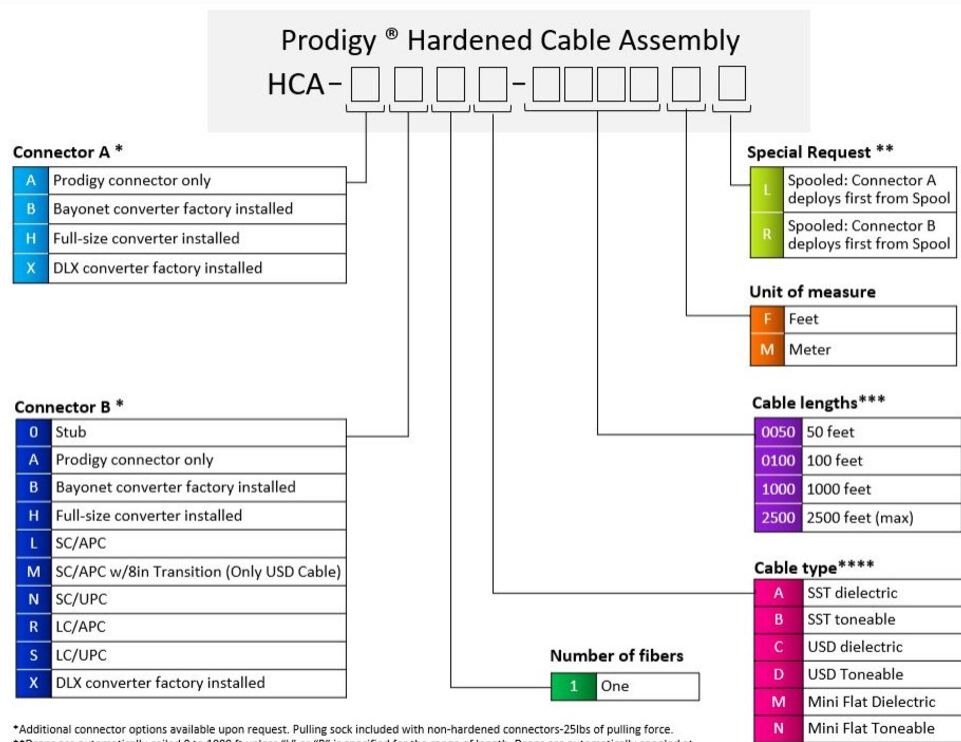 Prodigy ® Hardened Cable Assembly
HCA- -
Connector A *
A Prodigy connector only
B Bayonet converter factory installed
H Full-size converter installed
X DLX converter factory installed
Special Request **
L Spooled: Connector A
deploys first from Spool
R Spooled: Connector B
deploys first from Spool
Unit of measure
F Feet
M Meter
Connector B *
0 Stub
A Prodigy connector only
B Bayonet converter factory installed
H Full-size converter installed
L SC/APC
M SC/APC w/8in Transition (Only USD Cable)
N SC/UPC
R LC/APC
S LC/UPC
X DLX converter factory installed
Cable lengths***
0050 50 feet
0100 100 feet
1000 1000 feet
2500 2500 feet (max)
Cable type****
A SST dielectric
B SST toneable
C USD dielectric
D USD Toneable
M Mini Flat Dielectric
N Mini Flat Toneable
Number of fibers
1 One
*Additional connector options available upon request. Pulling sock included with non-hardened connectors-25lbs of pulling force.